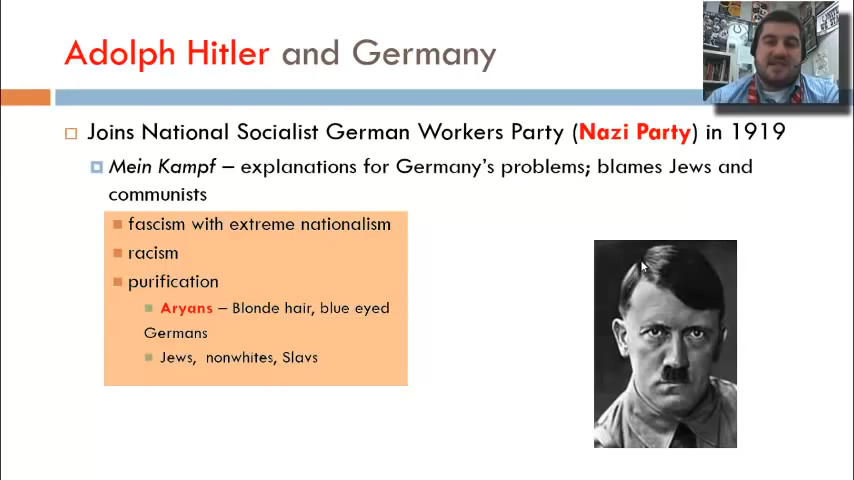 Adolph Hitler and Germany
Joins National Socialist German Workers Party (Nazi Party) in 1919
Mein Kampf – explanations for Germany's problems; blames Jews and
communists
fascism with extreme nationalism
racism
purification
Aryans – Blonde hair, blue eyed
Germans
Jews, nonwhites, Slavs